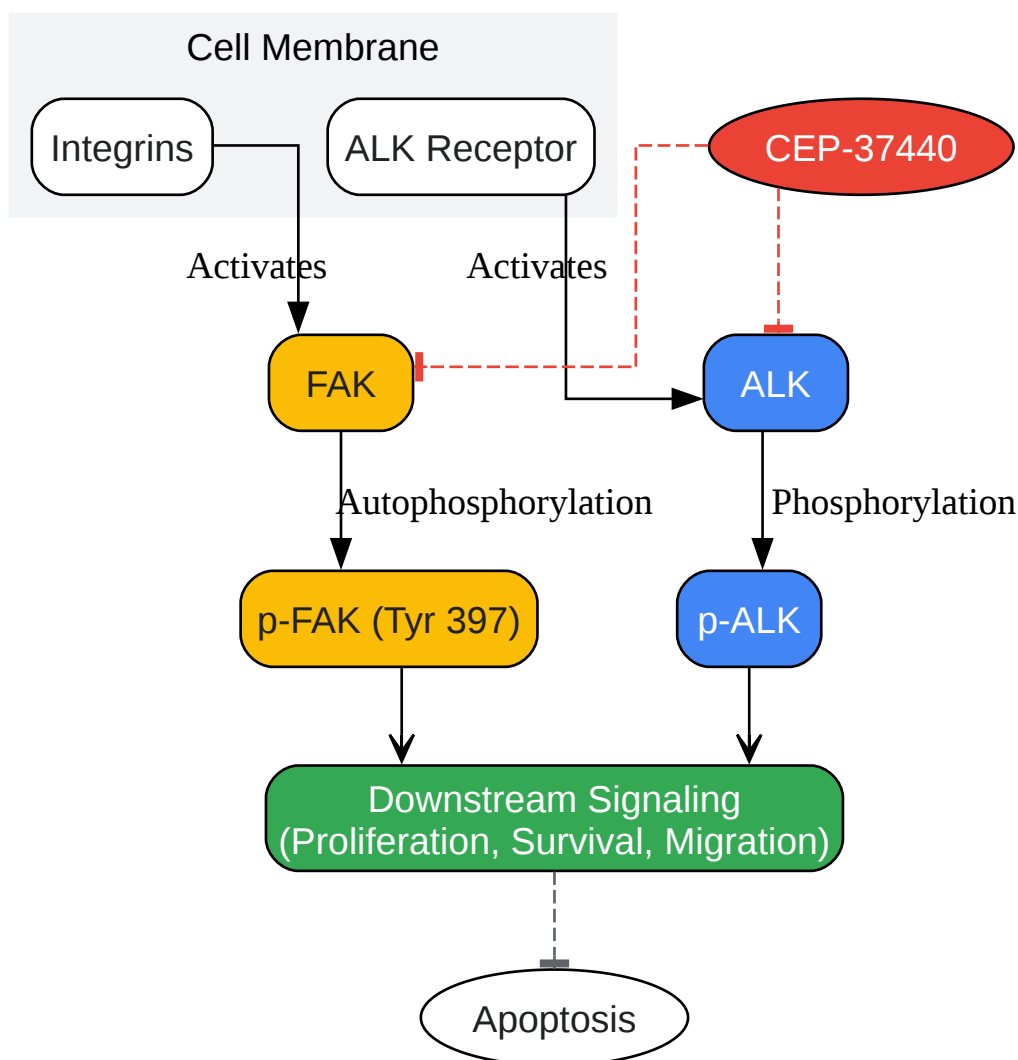 Cell Membrane
Integrins
ALK Receptor
CEP-37440
Activates
Activates
FAK
ALK
Autophosphorylation
Phosphorylation
p-FAK (Tyr 397)
p-ALK
Downstream Signaling
(Proliferation, Survival, Migration)
Apoptosis